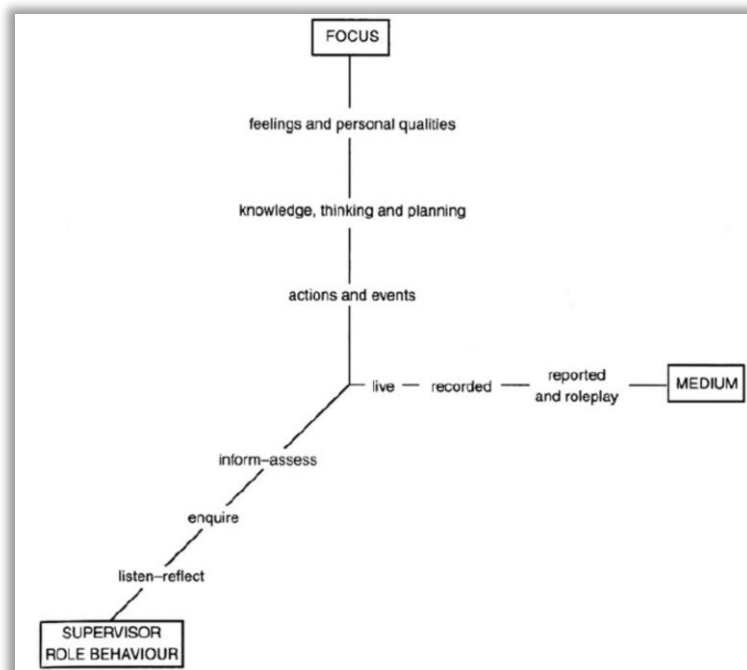 FOCUS
feelings and personal qualities
knowledge, thinking and planning
actions and events
live
recorded
reported
and roleplay
MEDIUM
inform–assess
enquire
listen–reflect
SUPERVISOR
ROLE BEHAVIOUR